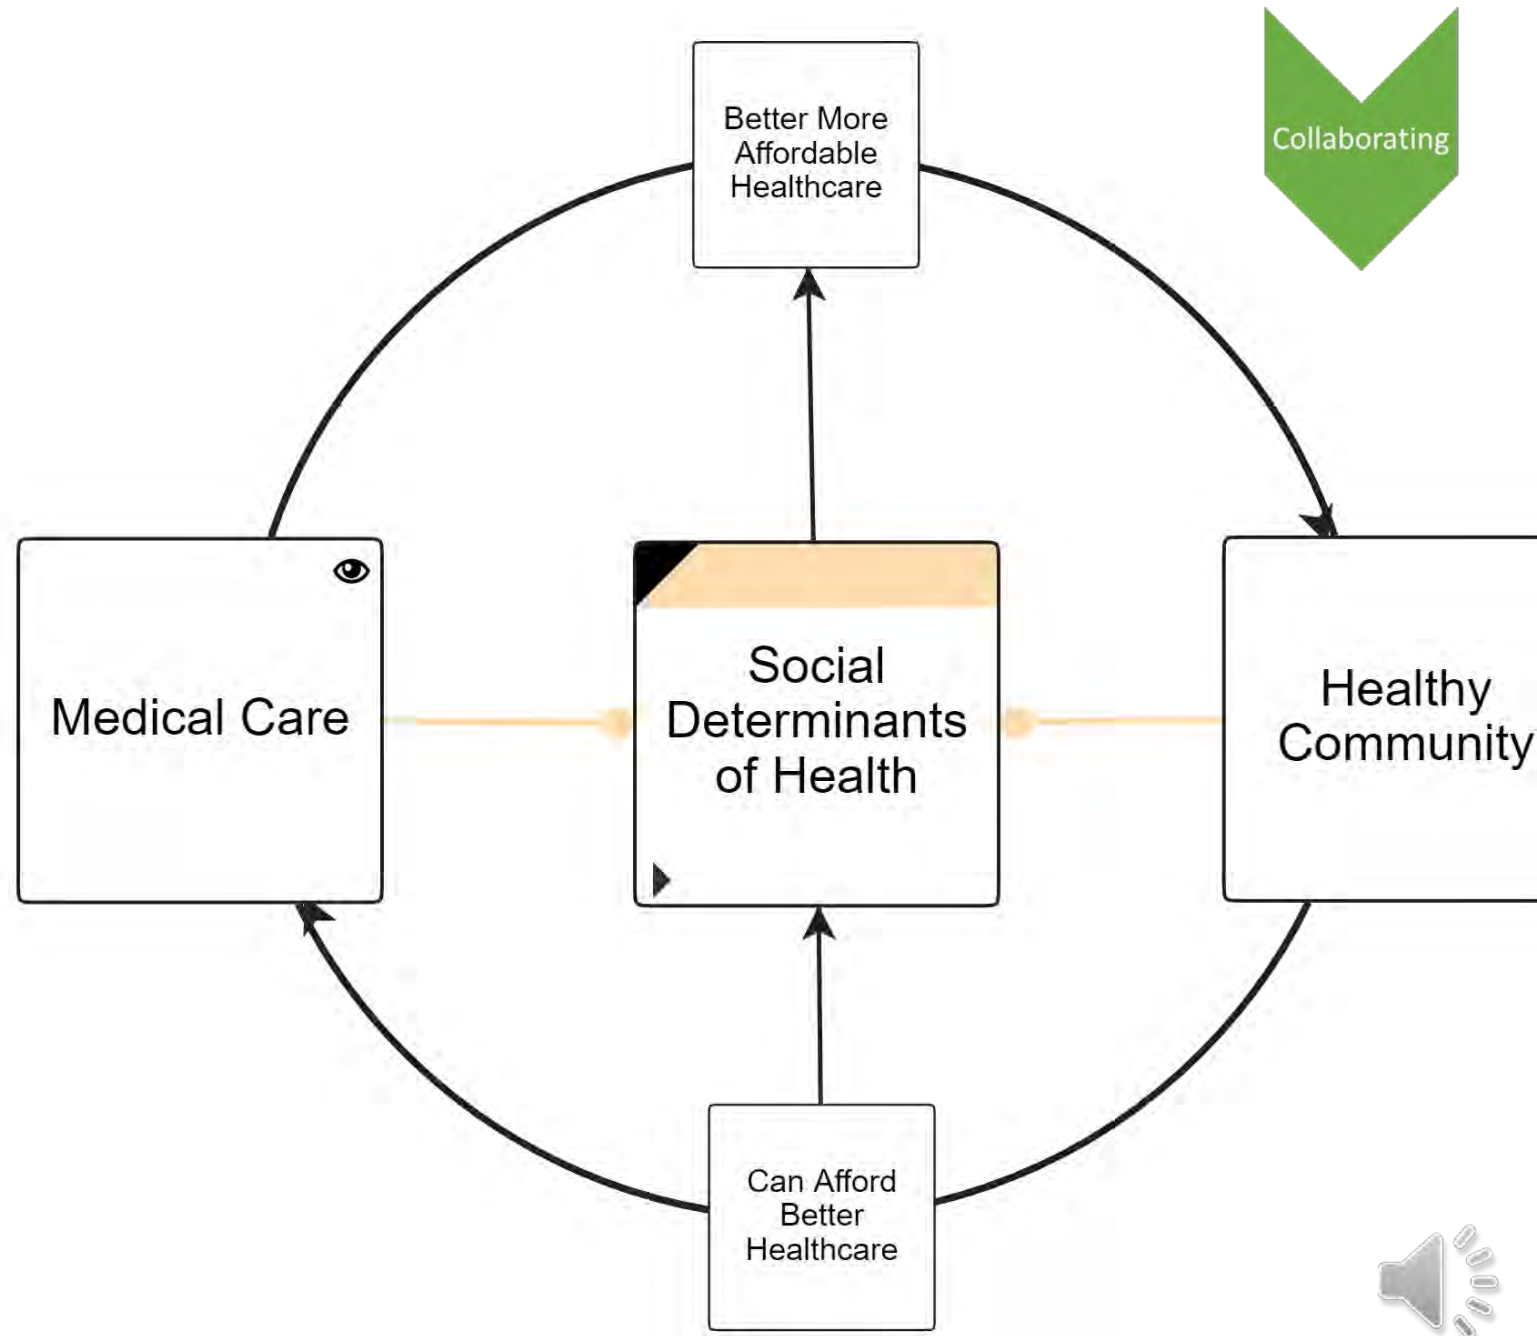 Better More
Affordable
Healthcare
Collaborating
Medical Care
Social
Determinants
of Health
Healthy
Community
Can Afford
Better
Healthcare